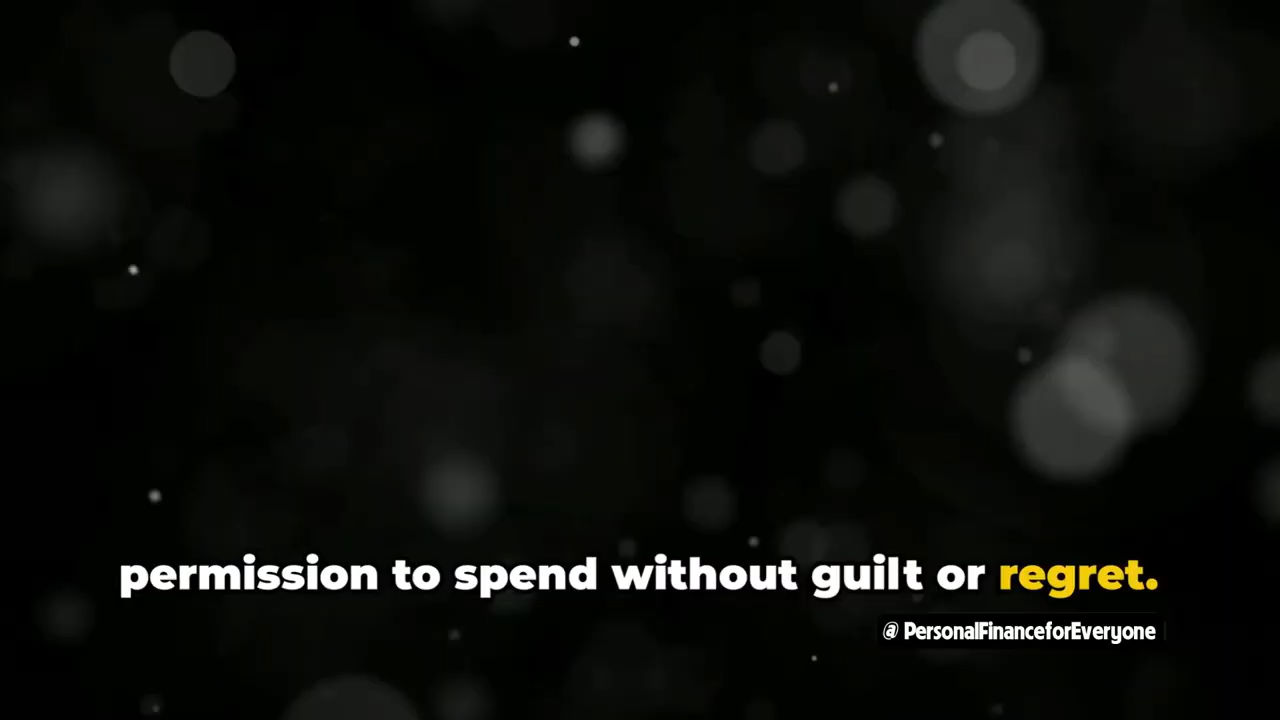 permission to spend without guilt or regret.
@ PersonalFinanceforEveryone